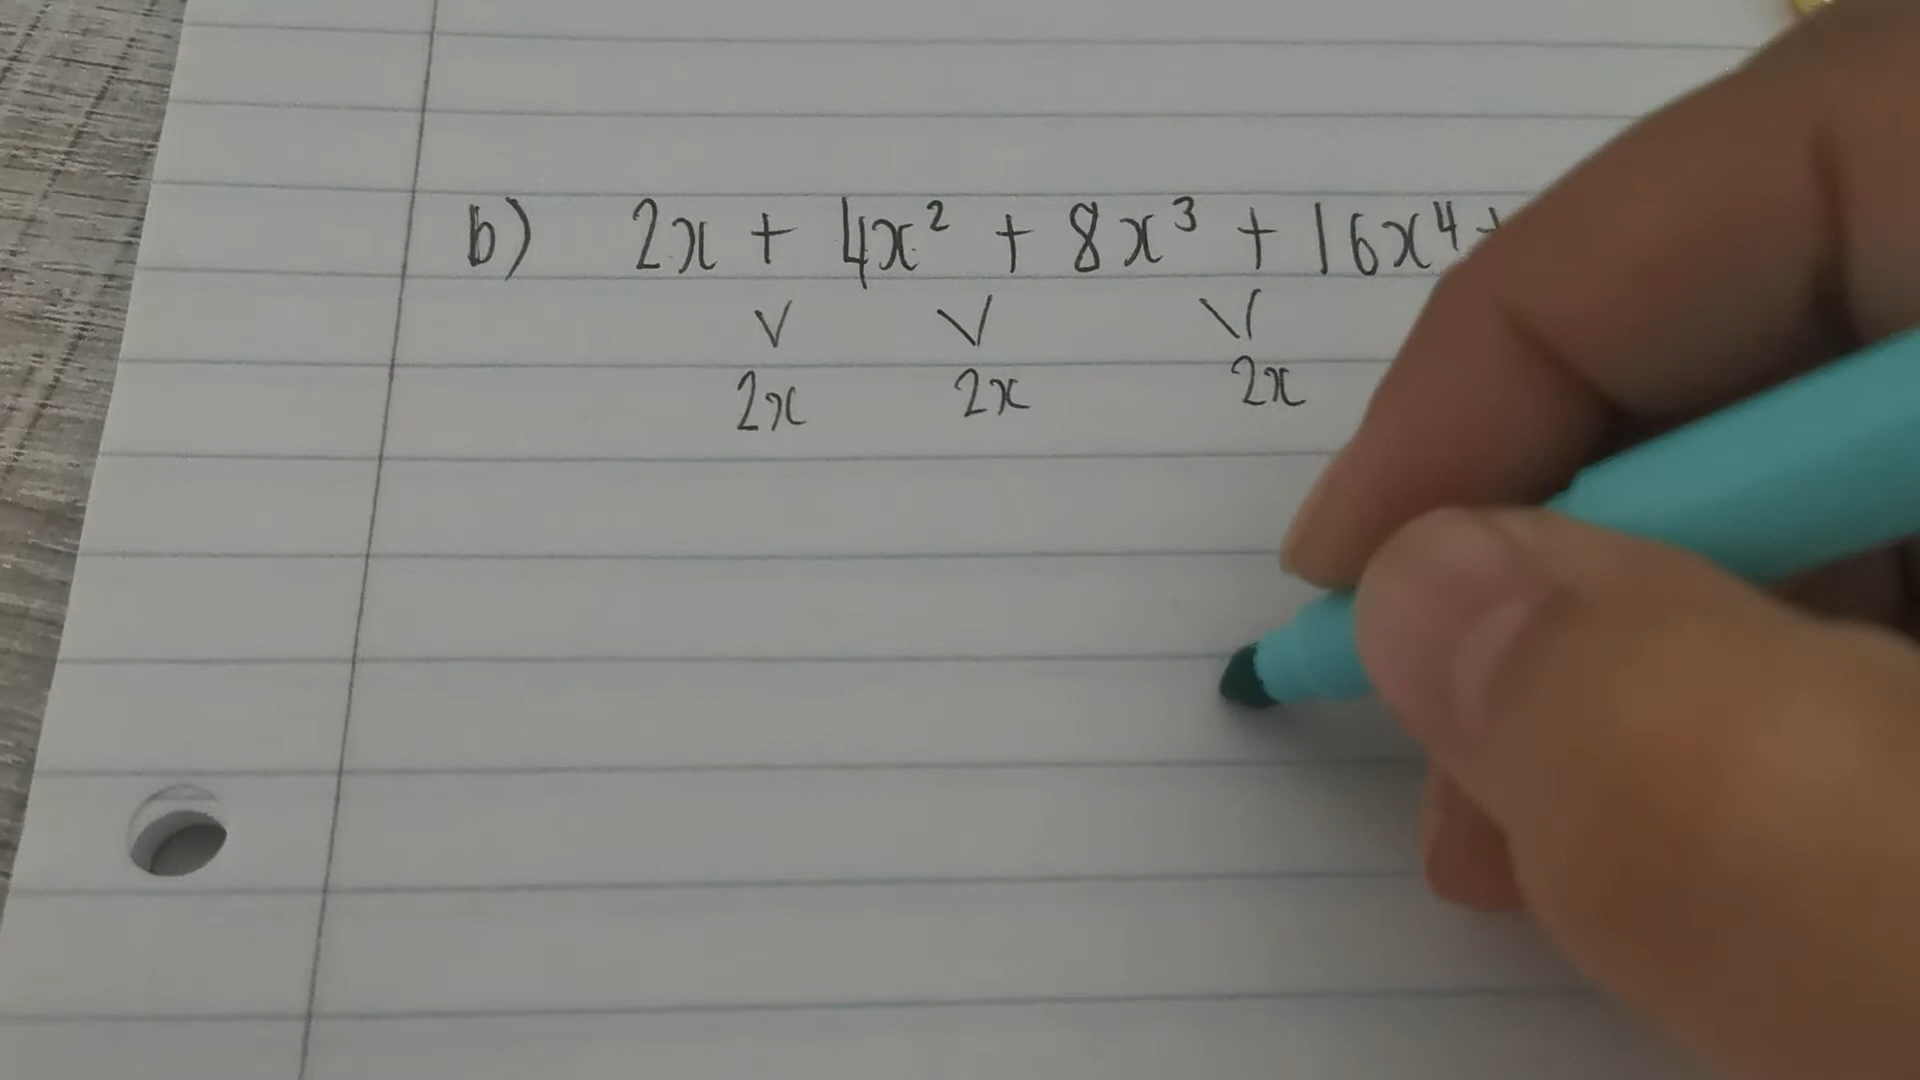 b) 2x + 4x² + 8x³ + 16x⁴ +
V V V
2x 2x 2x